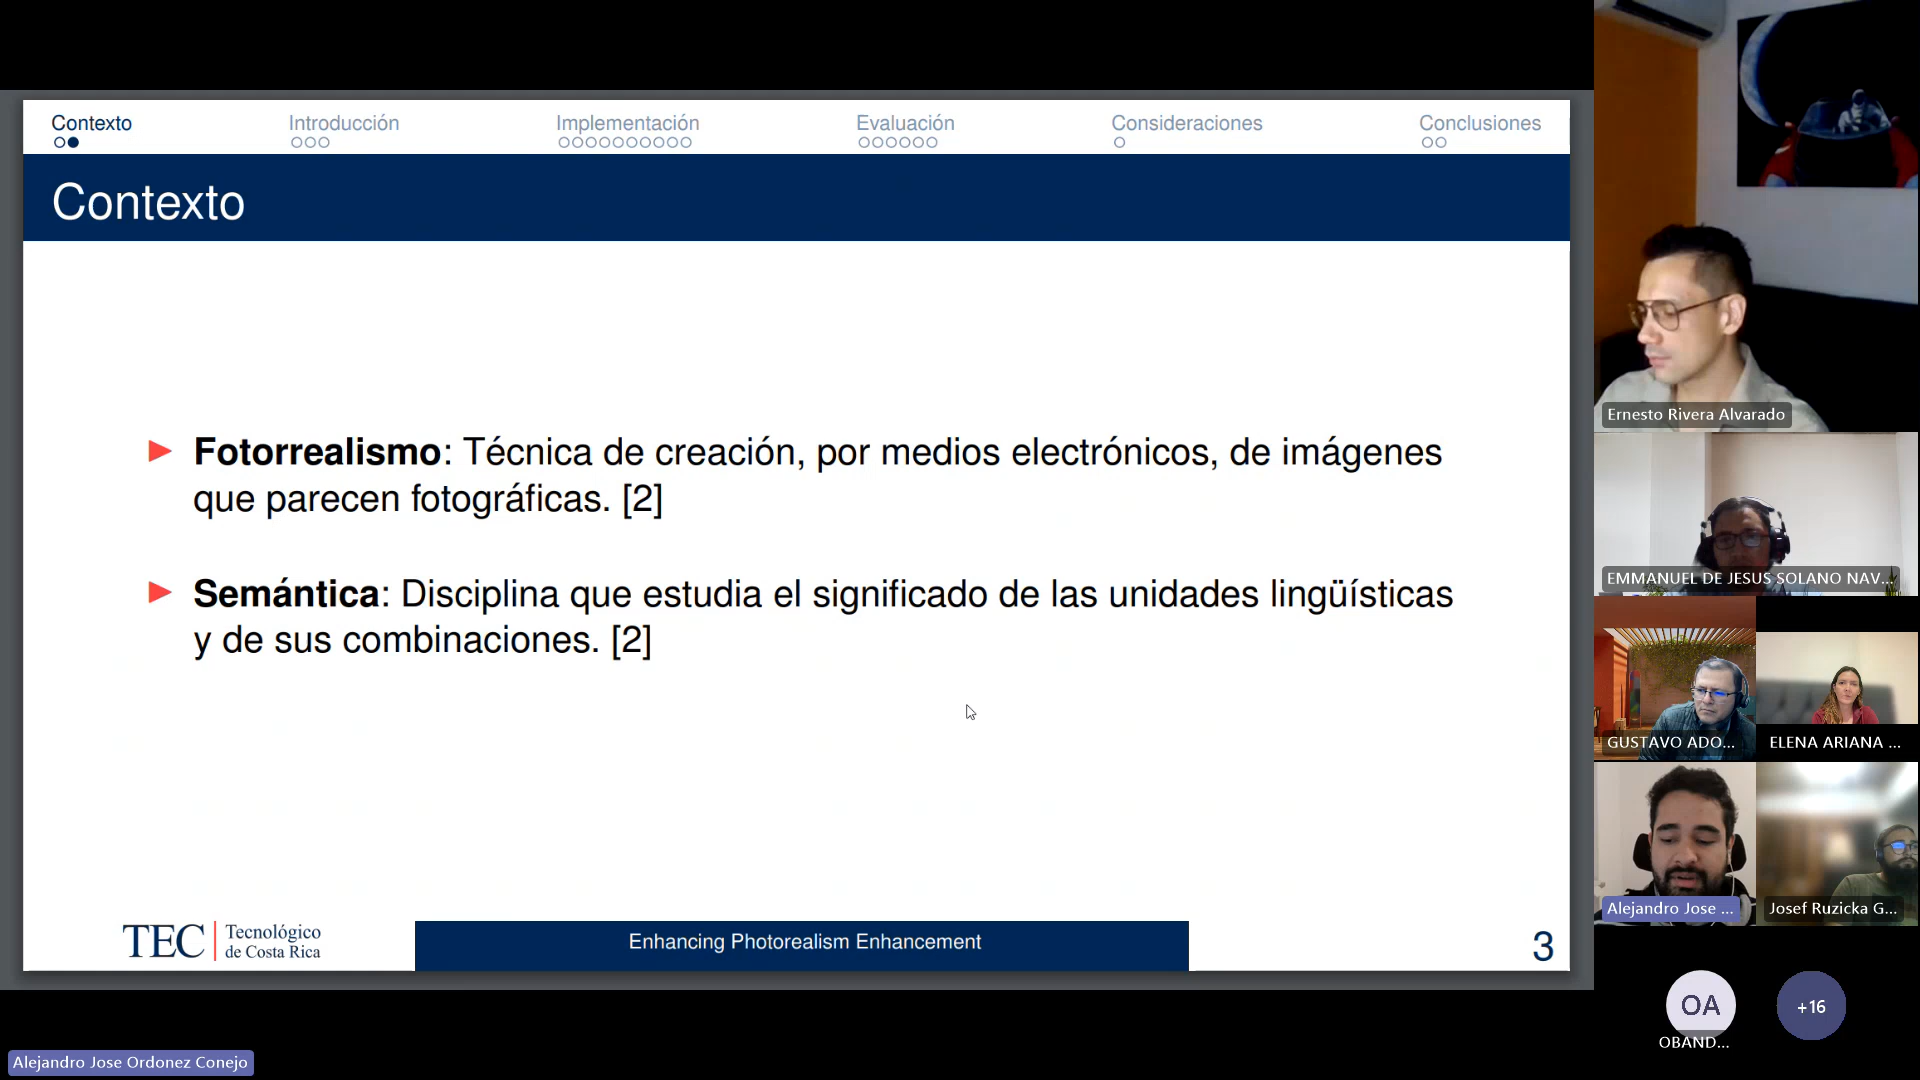 Contexto
Introducción
Implementación
Evaluación
Consideraciones
Conclusiones
Contexto
Fotorrealismo: Técnica de creación, por medios electrónicos, de imágenes
que parecen fotográficas. [2]
Semántica: Disciplina que estudia el significado de las unidades lingüísticas
y de sus combinaciones. [2]
TEC
Tecnológico
de Costa Rica
Enhancing Photorealism Enhancement
3
Ernesto Rivera Alvarado
EMMANUEL DE JESUS SOLANO NAV...
GUSTAVO ADO...
ELENA ARIANA ...
Alejandro Jose ...
Josef Ruzicka G...
OA
+16
OBAND...
Alejandro Jose Ordonez Conejo